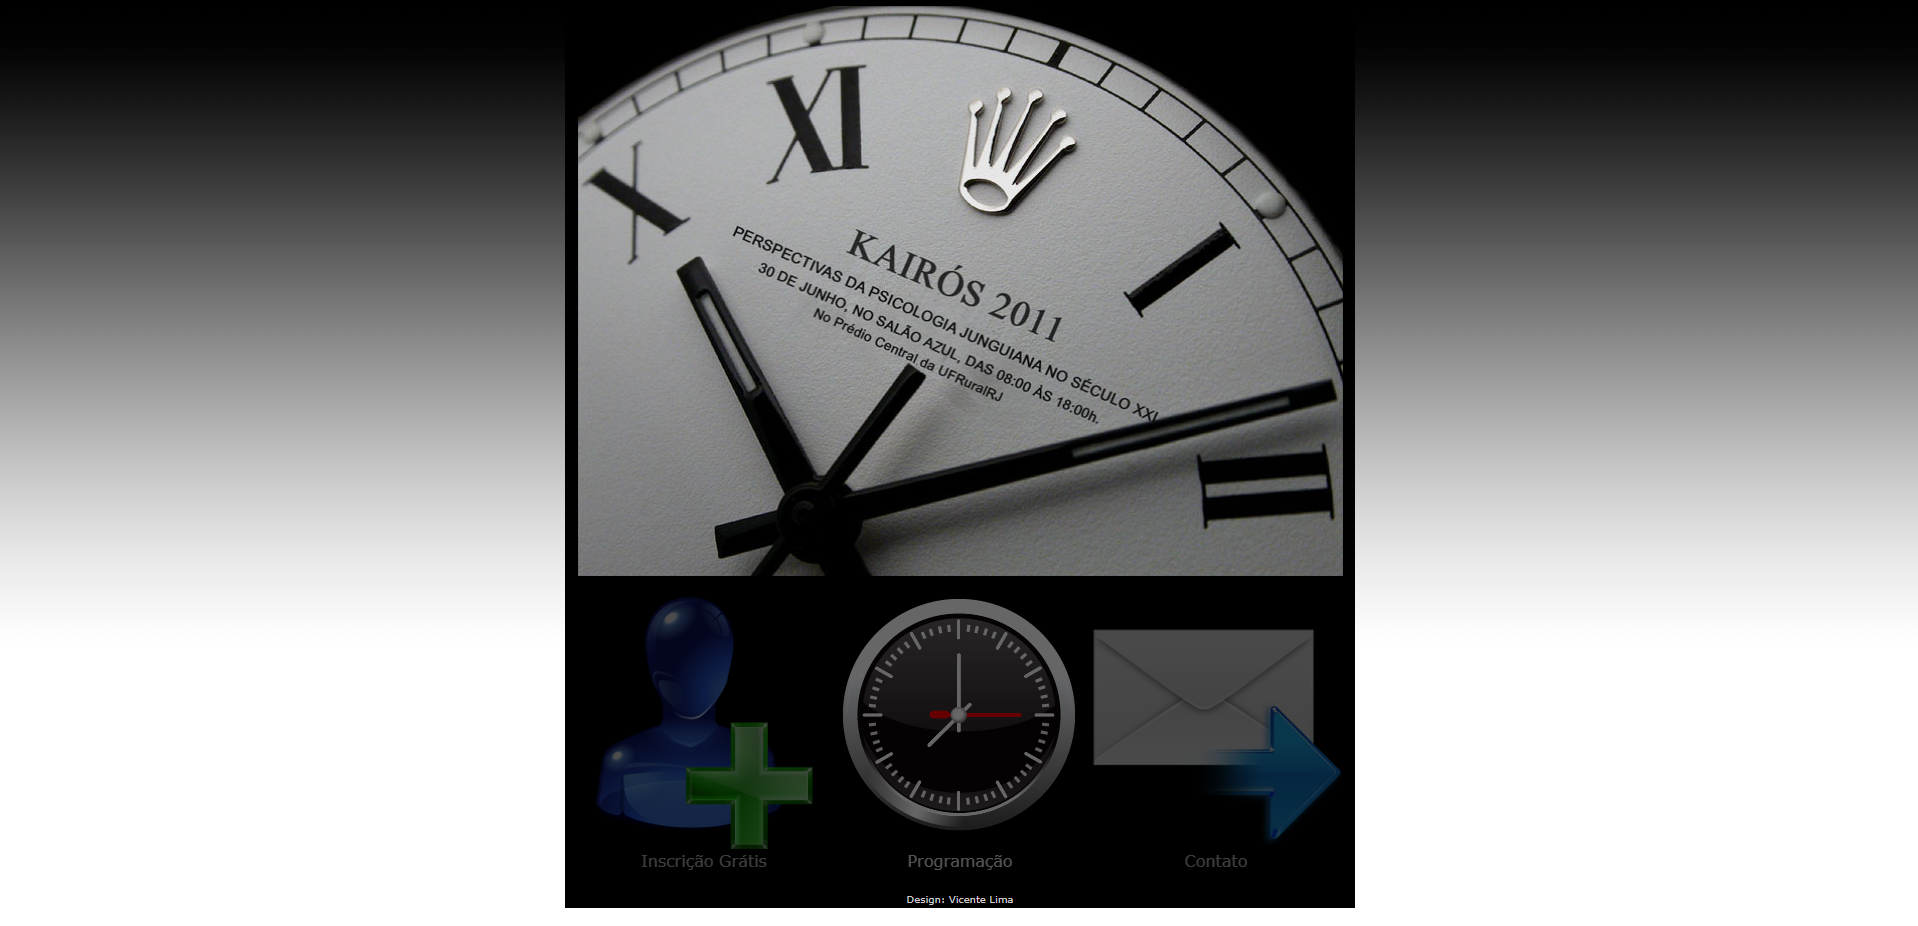 XI
X
I
KAIRÓS 2011
PERSPECTIVAS DA PSICOLOGIA JUNGUIANA NO SÉCULO XXI
30 DE JUNHO, NO SALÃO AZUL, DAS 08:00 ÀS 18:00h.
No Prédio Central da UFRuralRJ
II
Inscrição Grátis
Programação
Contato
Design: Vicente Lima